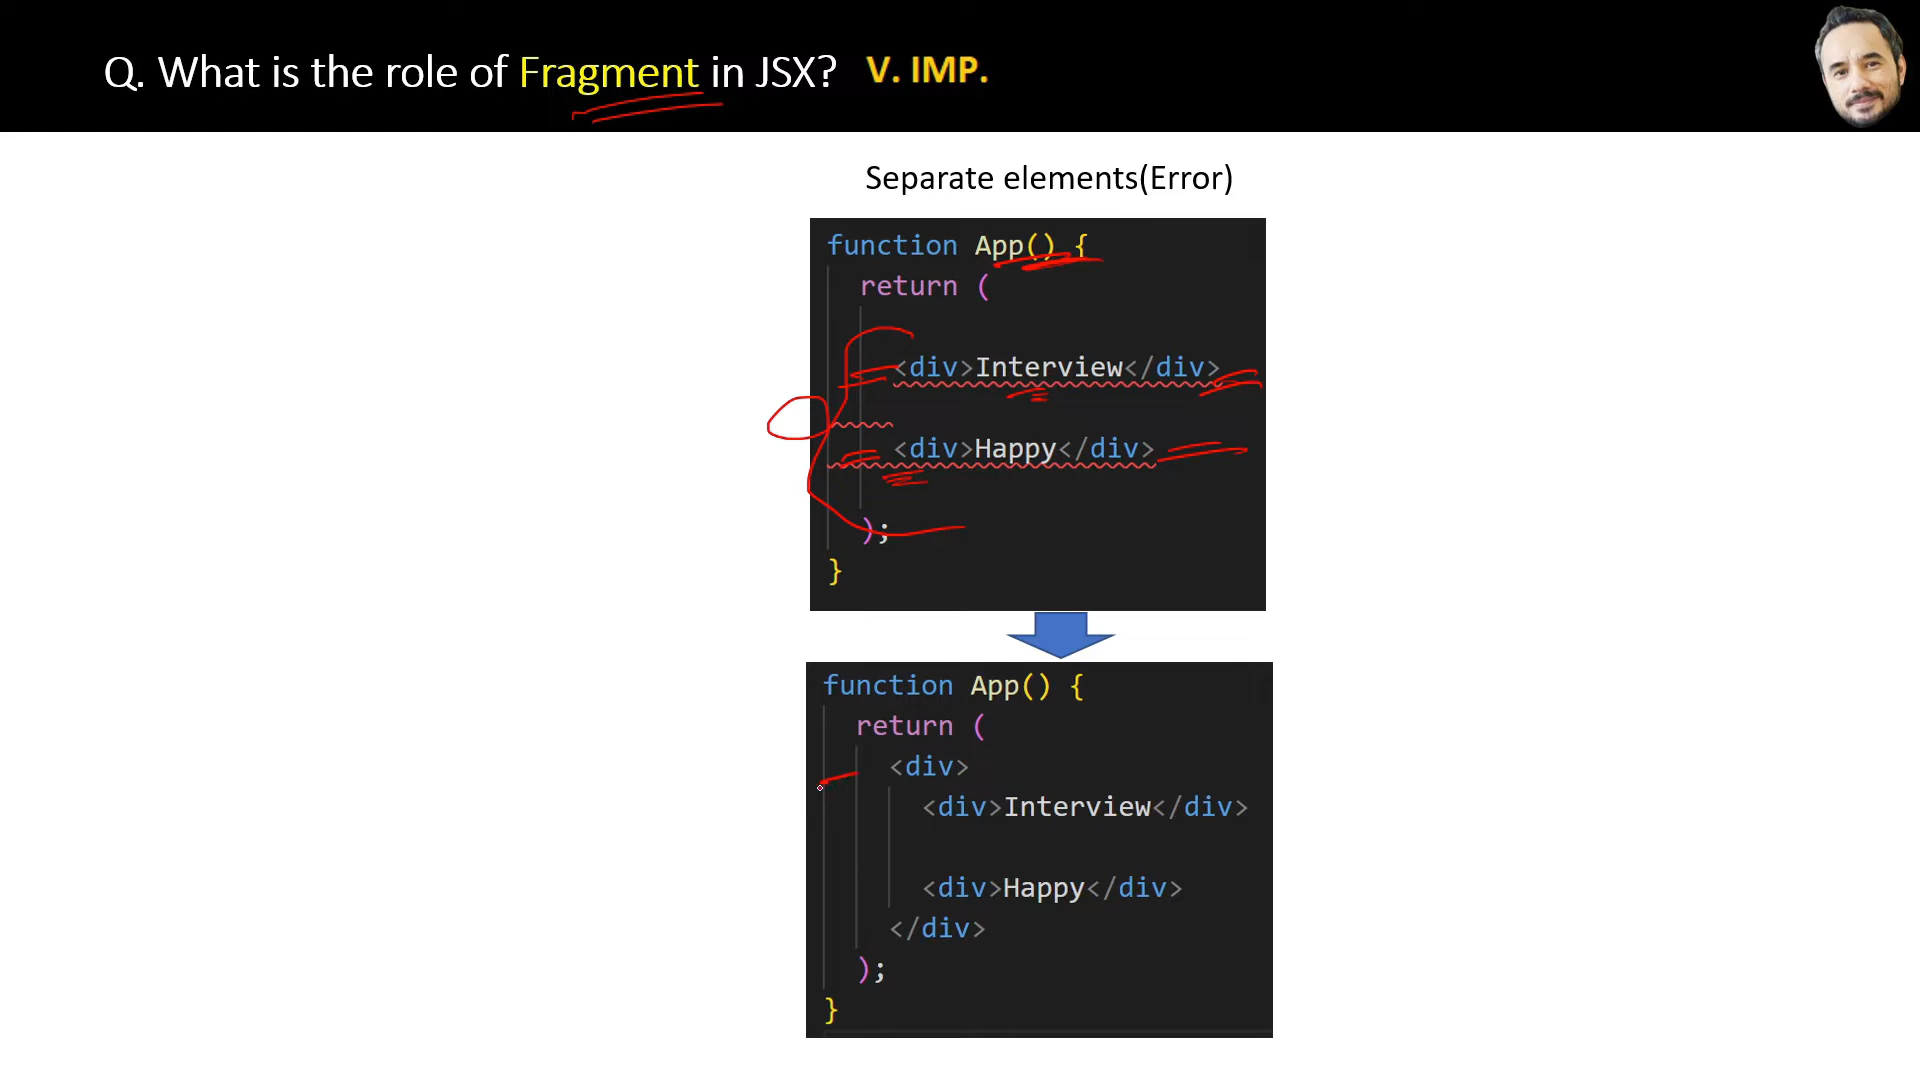 Q. What is the role of Fragment in JSX? V. IMP.
Separate elements(Error)
function App() {
return (
<div>Interview</div>
<div>Happy</div>
);
}
function App() {
return (
<div>
<div>Interview</div>
<div>Happy</div>
</div>
);
}